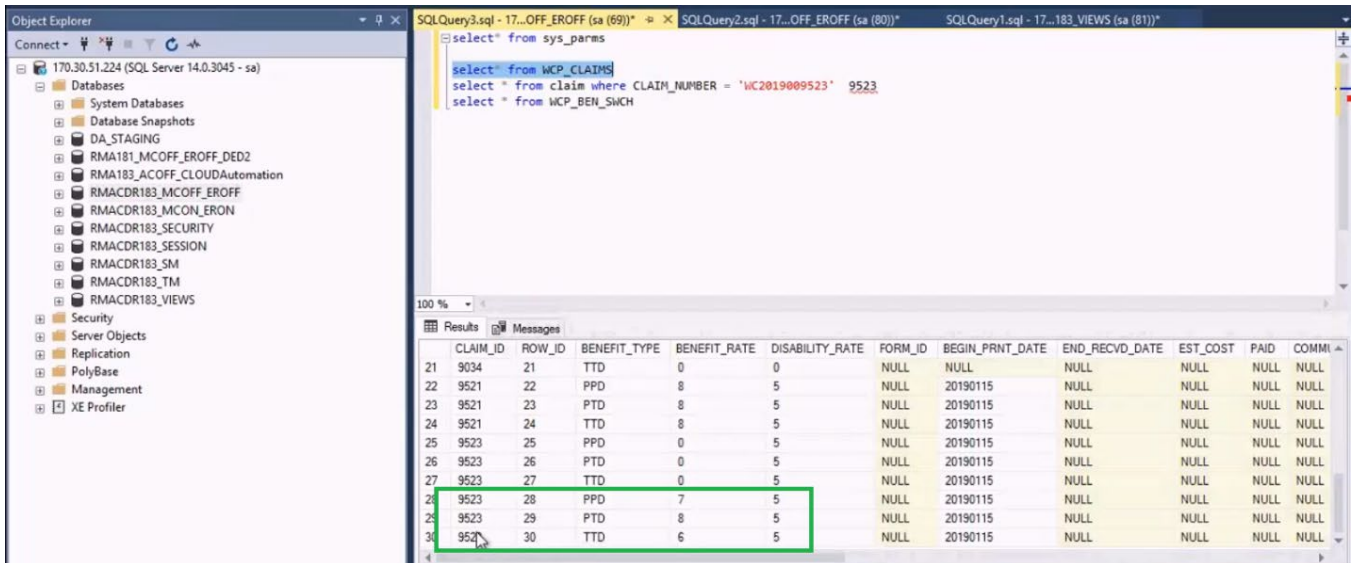 Object Explorer
SQLQuery3.sql - 17...OFF_EROFF (sa (69))* SQLQuery2.sql - 17...OFF_EROFF (sa (80))* SQLQuery1.sql - 17...183_VIEWS (sa (81))*
Connect
170.30.51.224 (SQL Server 14.0.3045 - sa)
Databases
System Databases
Database Snapshots
DA_STAGING
RMA181_MCOFF_EROFF_DED2
RMA183_ACOFF_CLOUDAutomation
RMACDR183_MCOFF_EROFF
RMACDR183_MCON_ERON
RMACDR183_SECURITY
RMACDR183_SESSION
RMACDR183_SM
RMACDR183_TM
RMACDR183_VIEWS
Security
Server Objects
Replication
PolyBase
Management
XE Profiler
select* from sys_parms
select* from WCP_CLAIMS
select * from claim where CLAIM_NUMBER = 'WC2019009523' 9523
select * from WCP_BEN_SWCH
100 %
Results Messages
CLAIM_ID ROW_ID BENEFIT_TYPE BENEFIT_RATE DISABILITY_RATE FORM_ID BEGIN_PRNT_DATE END_RECVD_DATE EST_COST PAID
21 9034 21 TTD 0 0 NULL NULL NULL NULL NULL NULL
22 9521 22 PPD 8 5 NULL 20190115 NULL NULL NULL NULL
23 9521 23 PTD 8 5 NULL 20190115 NULL NULL NULL NULL
24 9521 24 TTD 8 5 NULL 20190115 NULL NULL NULL NULL
25 9523 25 PPD 0 5 NULL 20190115 NULL NULL NULL NULL
26 9523 26 PTD 0 5 NULL 20190115 NULL NULL NULL NULL
27 9523 27 TTD 0 5 NULL 20190115 NULL NULL NULL NULL
28 9523 28 PPD 7 5 NULL 20190115 NULL NULL NULL NULL
29 9523 29 PTD 8 5 NULL 20190115 NULL NULL NULL NULL
30 30 TTD 6 5 NULL 20190115 NULL NULL NULL NULL